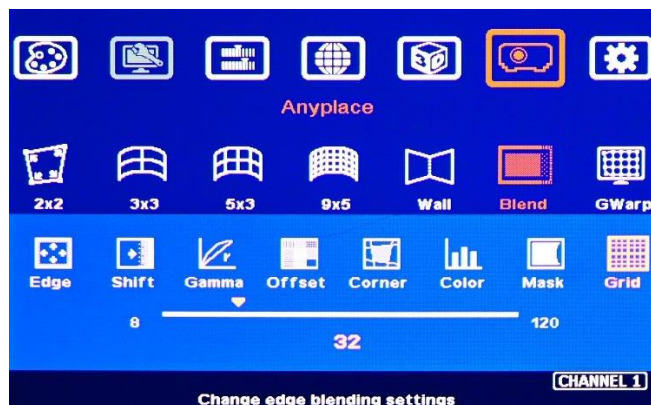 3D
Anyplace
2x2 3x3 5x3 9x5 Wall Blend GWarp
Edge Shift Gamma Offset Corner Color Mask Grid
8 120
32
CHANNEL 1
Change edge blending settings